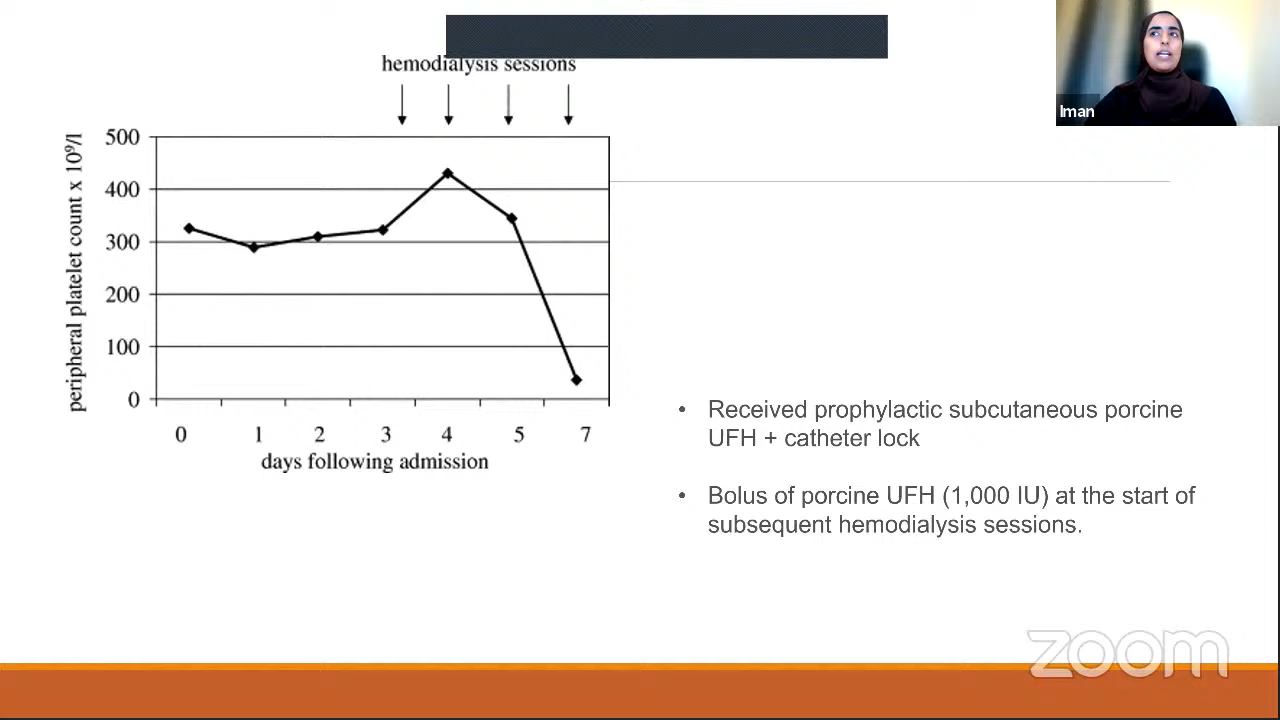 hemodialysis sessions
Iman
peripheral platelet count x 10⁹/l
500
400
300
200
100
0
0 1 2 3 4 5 7
days following admission
• Received prophylactic subcutaneous porcine
UFH + catheter lock
• Bolus of porcine UFH (1,000 IU) at the start of
subsequent hemodialysis sessions.
zoom